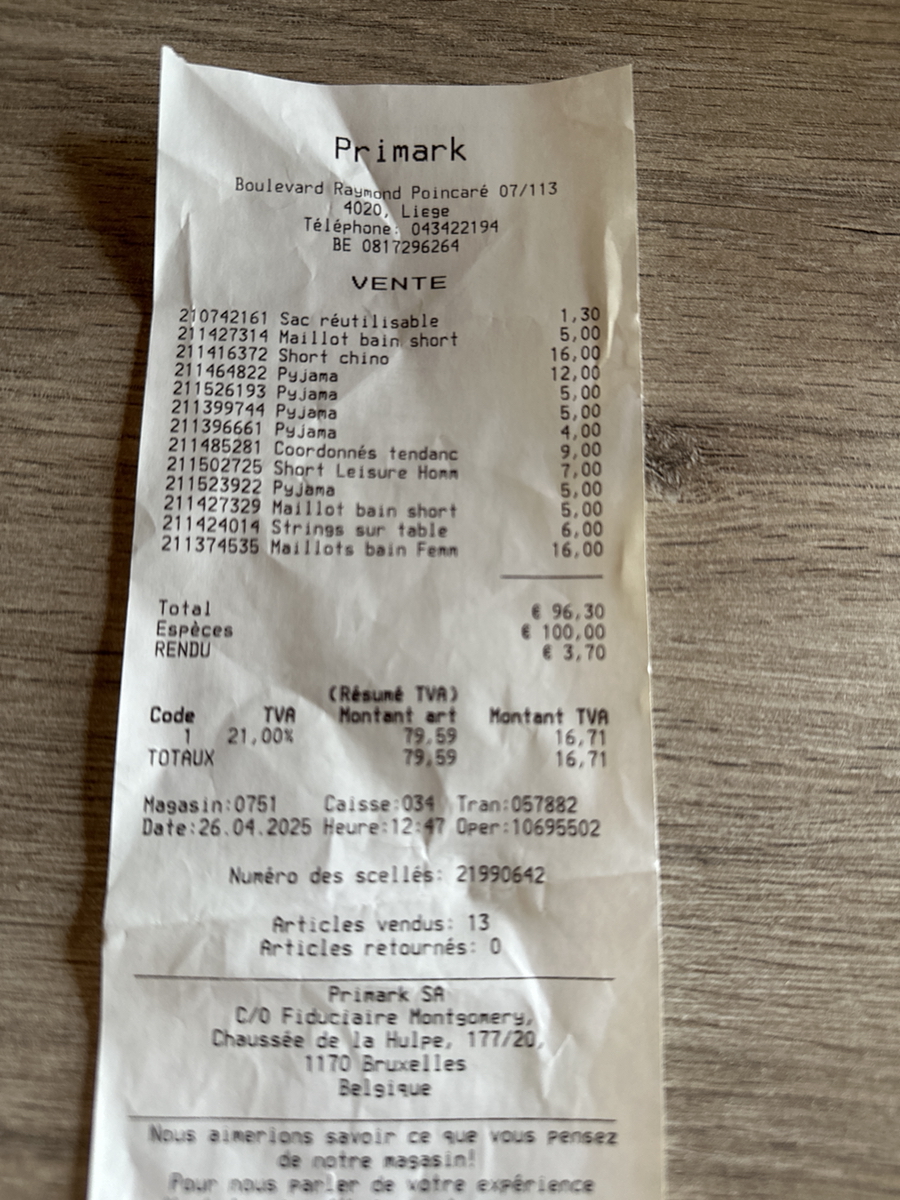 Primark
Boulevard Raymond Poincaré 07/113
4020, Liege
Téléphone: 043422194
BE 0817296264
VENTE
210742161 Sac réutilisable 1,30
211427314 Maillot bain short 5,00
211416372 Short chino 16,00
211464822 Pyjama 12,00
211526193 Pyjama 5,00
211399744 Pyjama 5,00
211396661 Pyjama 4,00
211485281 Coordonnés tendanc 9,00
211502725 Short Leisure Homm 7,00
211523922 Pyjama 5,00
211427329 Maillot bain short 5,00
211424014 Strings sur table 6,00
211374535 Maillots bain Femm 16,00
Total € 96,30
Espèces € 100,00
RENDU € 3,70
(Résumé TVA)
Code TVA Montant art Montant TVA
1 21,00% 79,59 16,71
TOTAUX 79,59 16,71
Magasin:0751 Caisse:034 Tran:057882
Date:26.04.2025 Heure:12:47 Oper:10695502
Numéro des scellés: 21990642
Articles vendus: 13
Articles retournés: 0
Primark SA
C/O Fiduciaire Montgomery,
Chaussée de la Hulpe, 177/20,
1170 Bruxelles
Belgique
Nous aimerions savoir ce que vous pensez
de notre magasin!
Pour nous parler de votre expérience